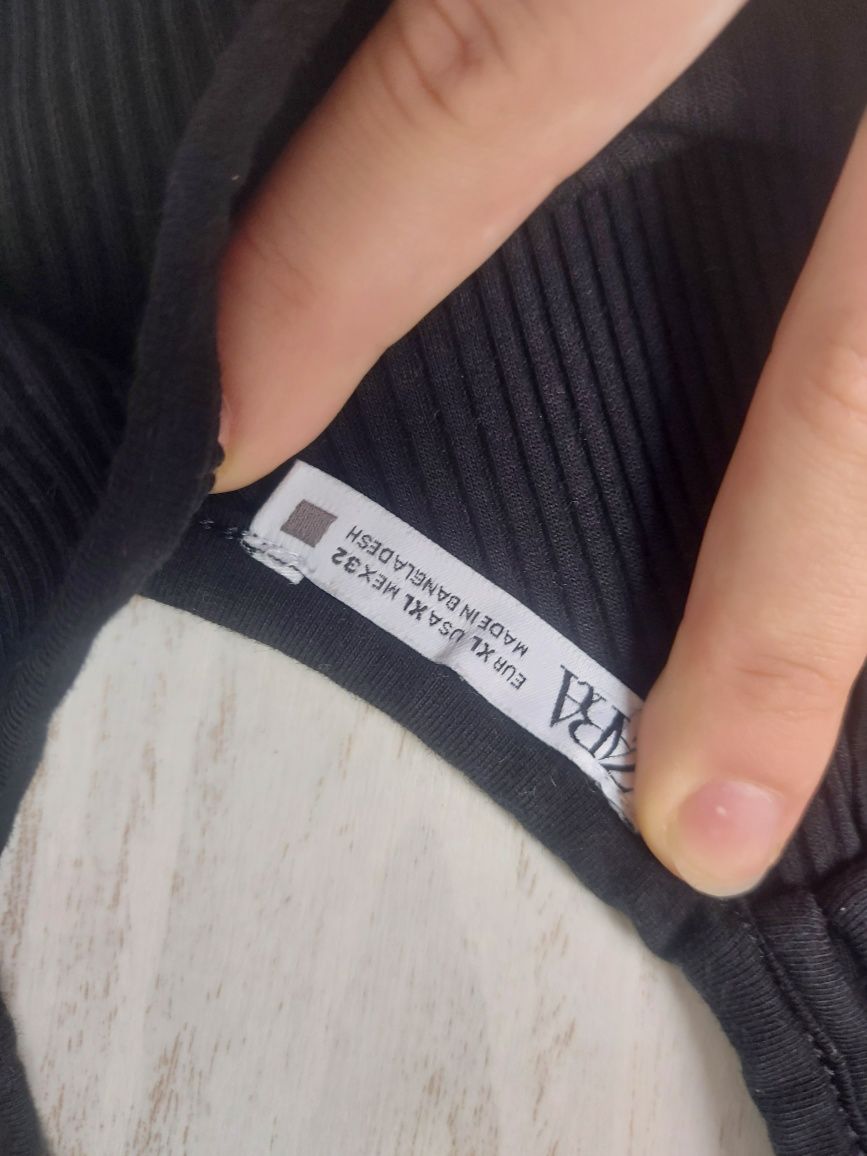 ZARA
EUR XL USA XL MEX 32
MADE IN BANGLADESH